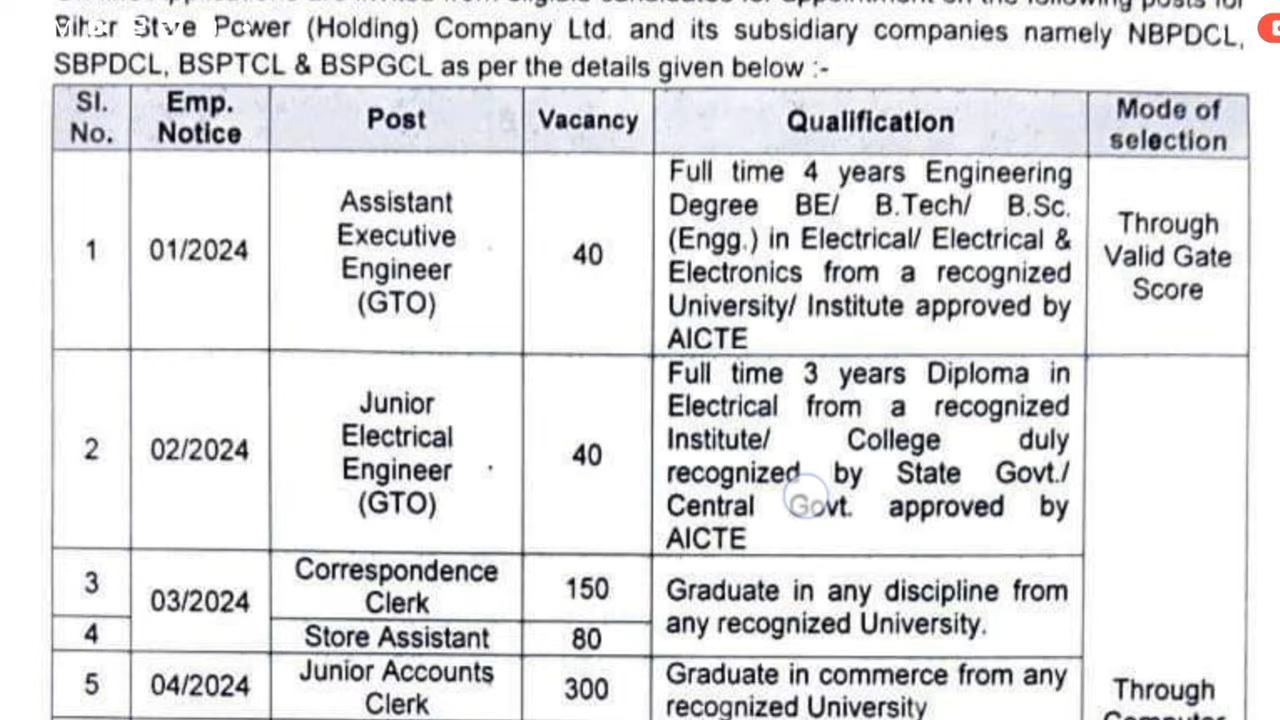 Power (Holding) Company Ltd. and its subsidiary companies namely NBPDCL,
SBPDCL, BSPTCL & BSPGCL as per the details given below :-
Sl. No.
Emp. Notice
Post
Vacancy
Qualification
Mode of selection
1
01/2024
Assistant
Executive
Engineer
(GTO)
40
Full time 4 years Engineering
Degree BE/ B.Tech/ B.Sc.
(Engg.) in Electrical/ Electrical &
Electronics from a recognized
University/ Institute approved by
AICTE
Through
Valid Gate
Score
2
02/2024
Junior
Electrical
Engineer
(GTO)
40
Full time 3 years Diploma in
Electrical from a recognized
Institute/ College duly
recognized by State Govt./
Central Govt. approved by
AICTE
3
03/2024
Correspondence
Clerk
150
Graduate in any discipline from
any recognized University.
4
Store Assistant
80
5
04/2024
Junior Accounts
Clerk
300
Graduate in commerce from any
recognized University
Through